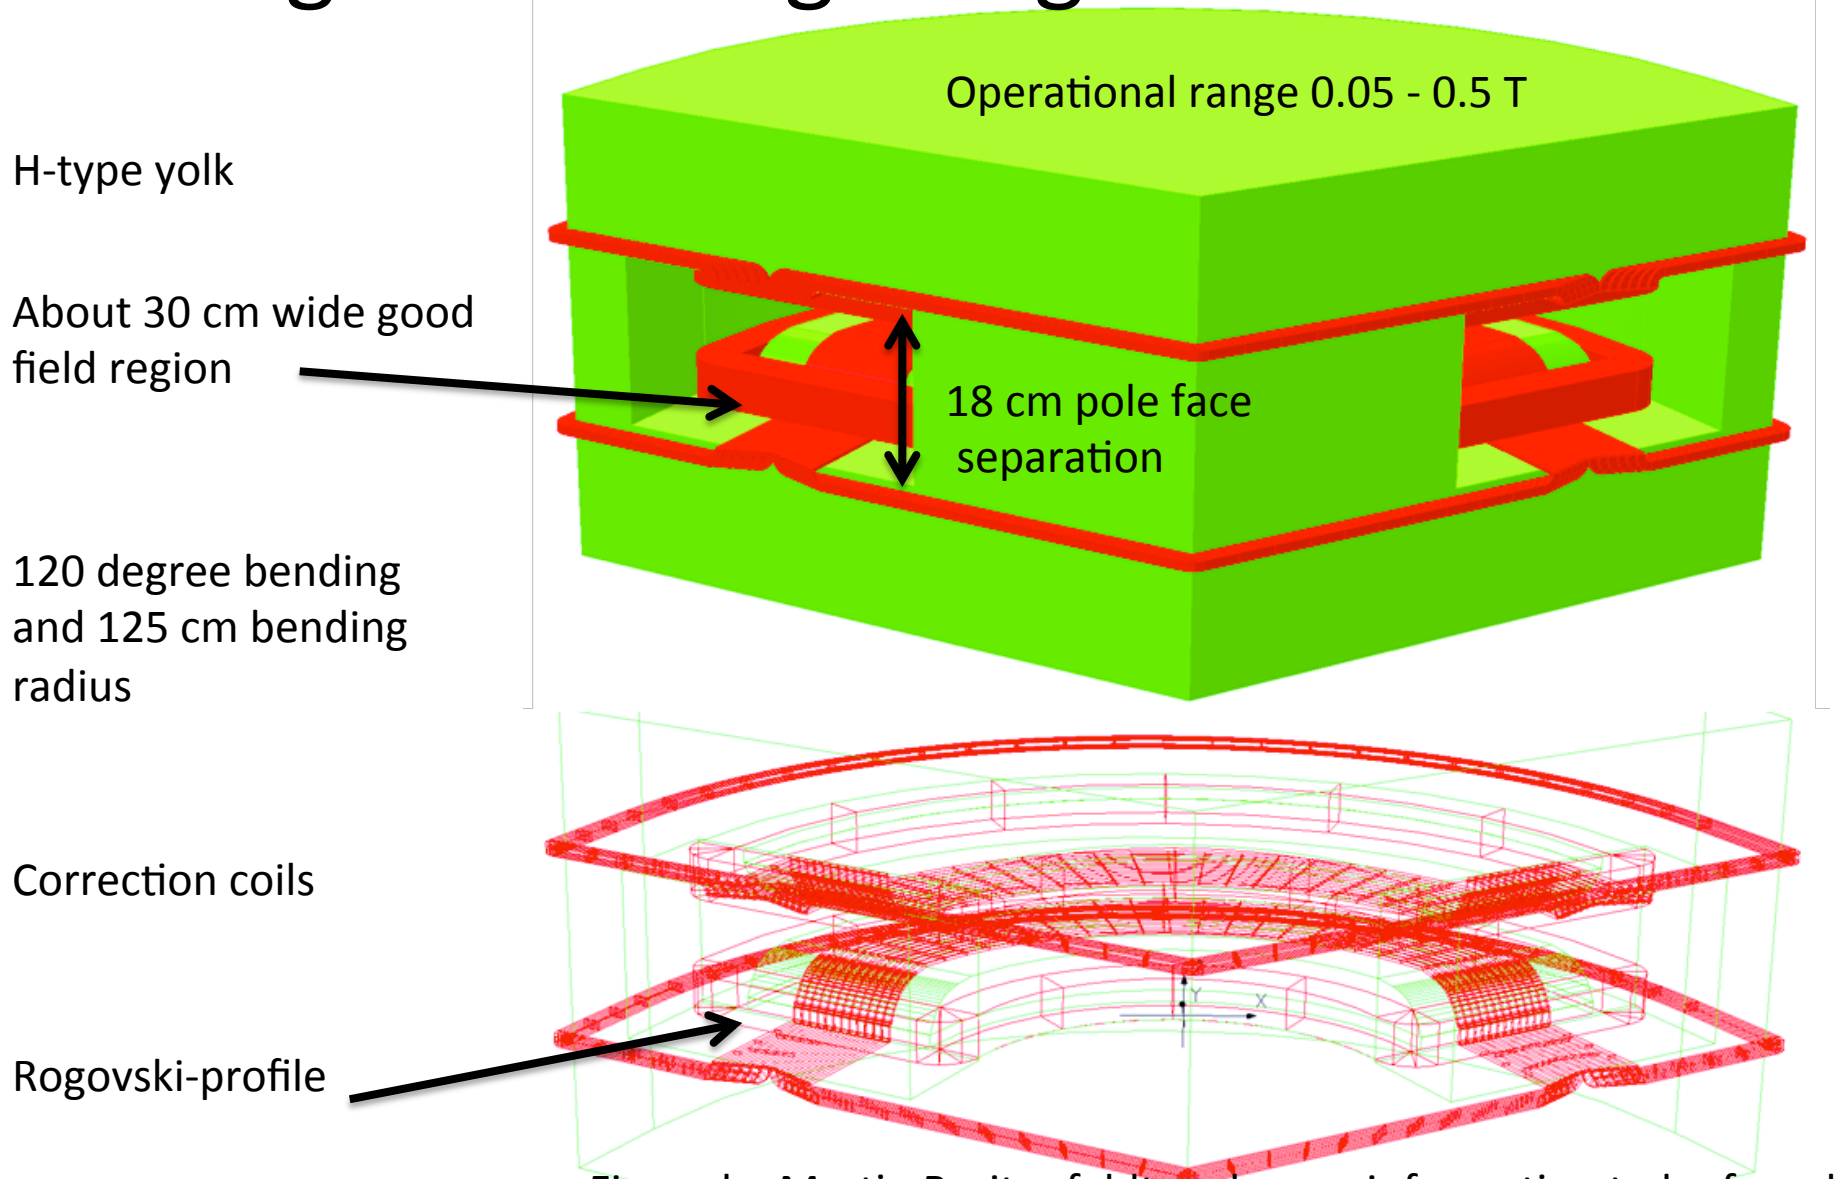 Operational range 0.05 - 0.5 T
H-type yolk
About 30 cm wide good
field region
18 cm pole face
separation
120 degree bending
and 125 cm bending
radius
Correction coils
Y
X
Rogovski-profile